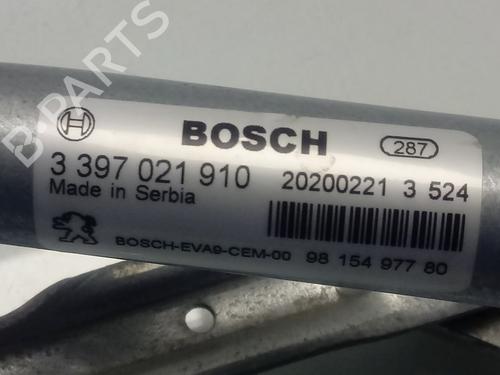 B-PARTS
BOSCH
287
3 397 021 910
20200221 3 524
Made in Serbia
BOSCH-EVA9-CEM-00
98 154 977 80